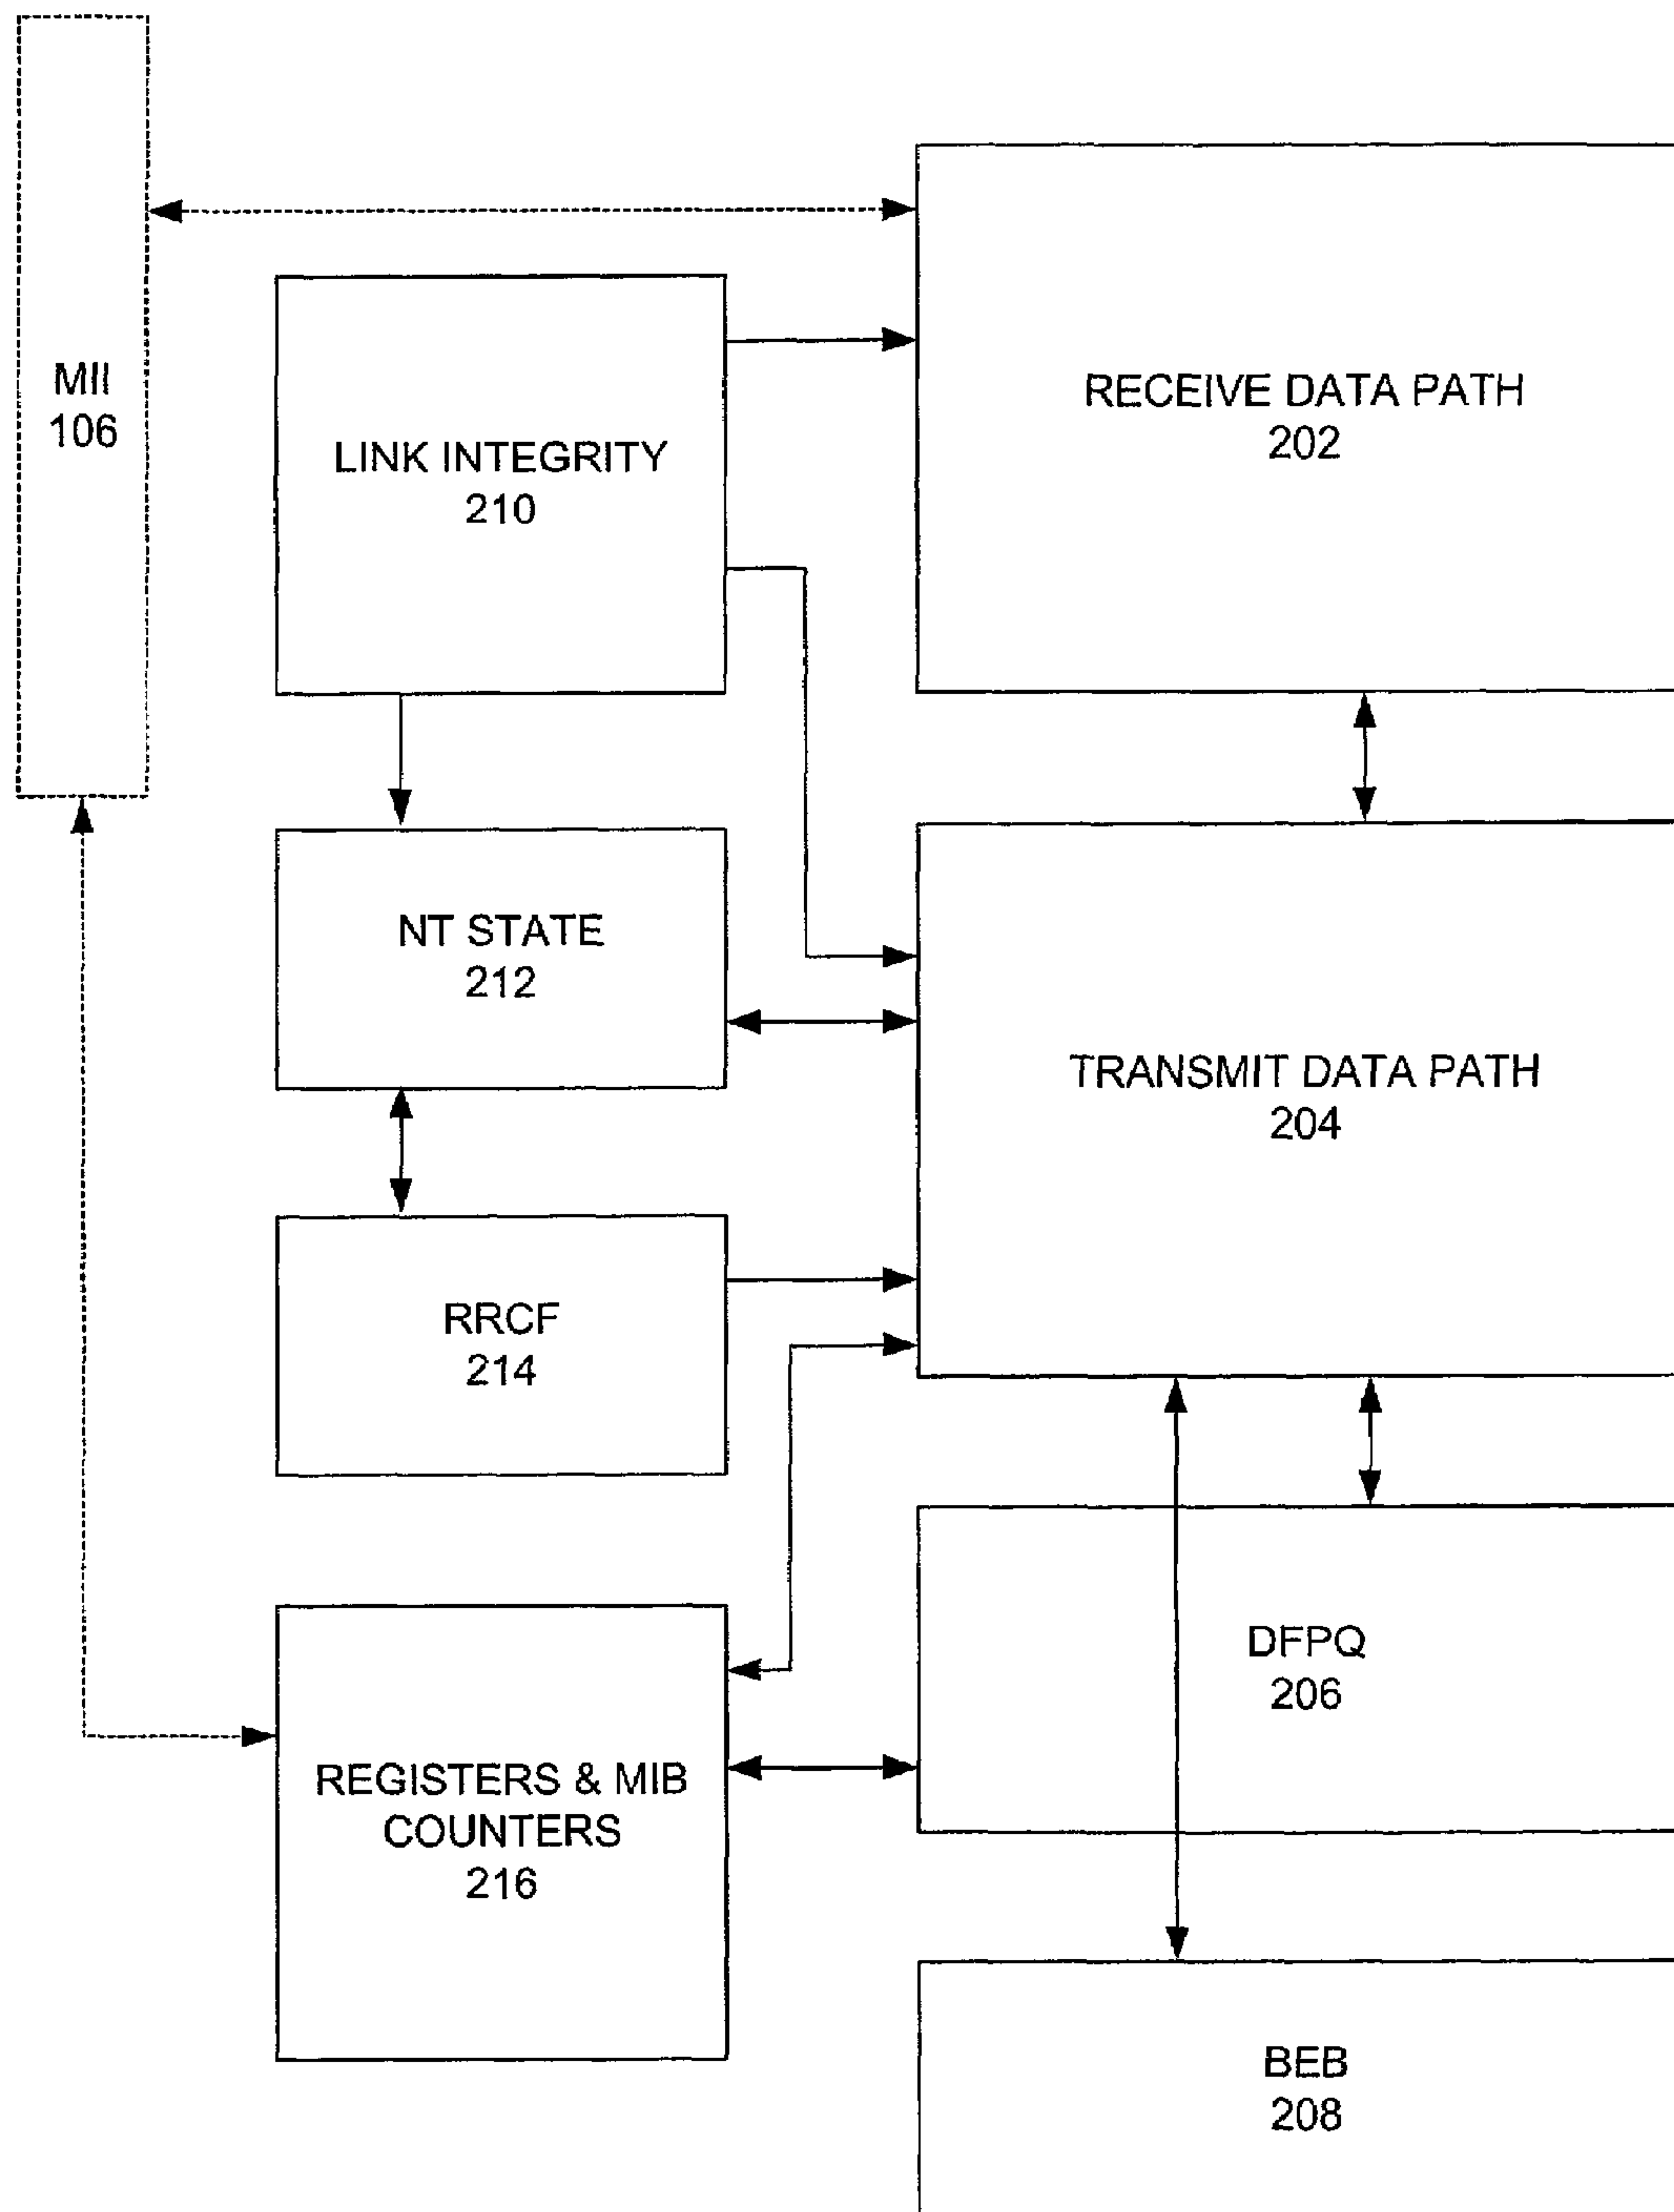 MII
106
LINK INTEGRITY
210
RECEIVE DATA PATH
202
NT STATE
212
TRANSMIT DATA PATH
204
RRCF
214
DFPQ
206
REGISTERS & MIB
COUNTERS
216
BEB
208